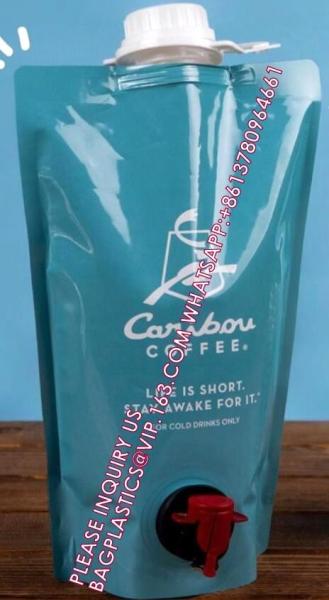 Caribou
COFFEE®
LIFE IS SHORT.
STAY AWAKE FOR IT.
FOR COLD DRINKS ONLY
PLEASE INQUIRY US
BAGPLASTICS@VIP.163.COM WHATSAPP:+8613780964661